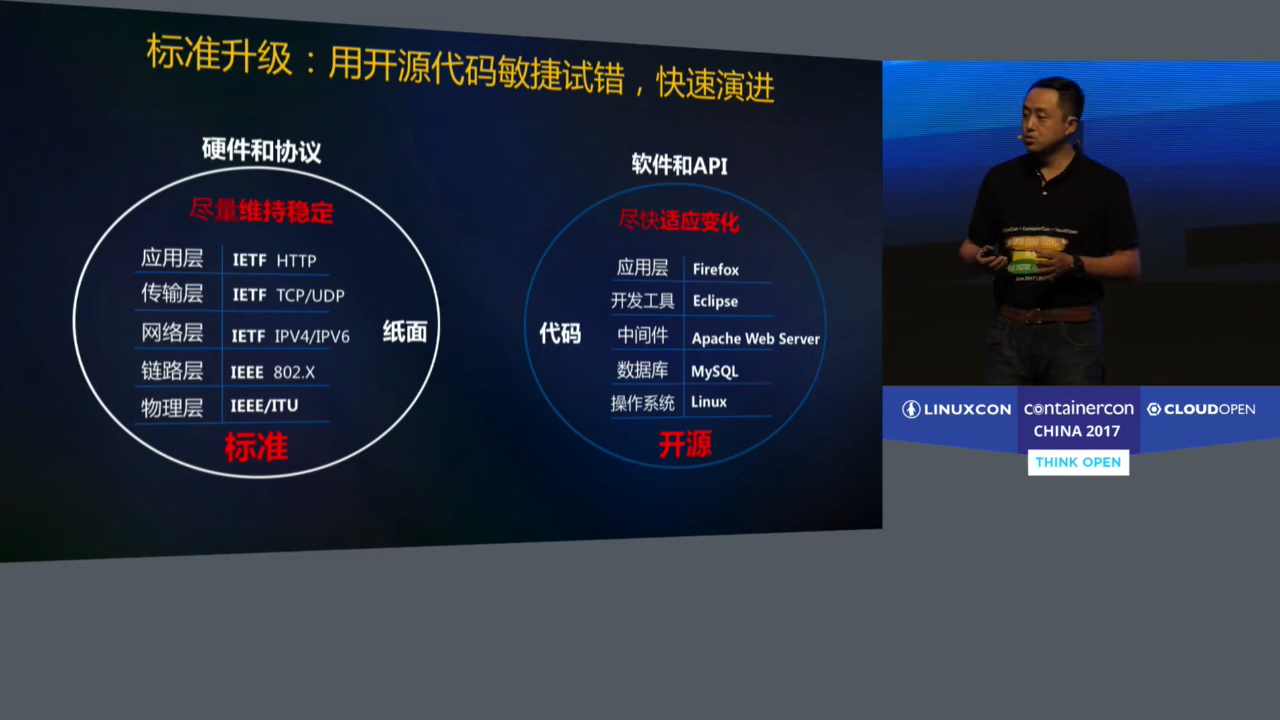 标准升级：用开源代码敏捷试错，快速演进
硬件和协议
尽量维持稳定
应用层 IETF HTTP
传输层 IETF TCP/UDP
网络层 IETF IPV4/IPV6
链路层 IEEE 802.X
物理层 IEEE/ITU
纸面
标准
软件和API
尽快适应变化
应用层 Firefox
开发工具 Eclipse
中间件 Apache Web Server
数据库 MySQL
操作系统 Linux
代码
开源
LINUXCON
containercon
CHINA 2017
CLOUDOPEN
THINK OPEN